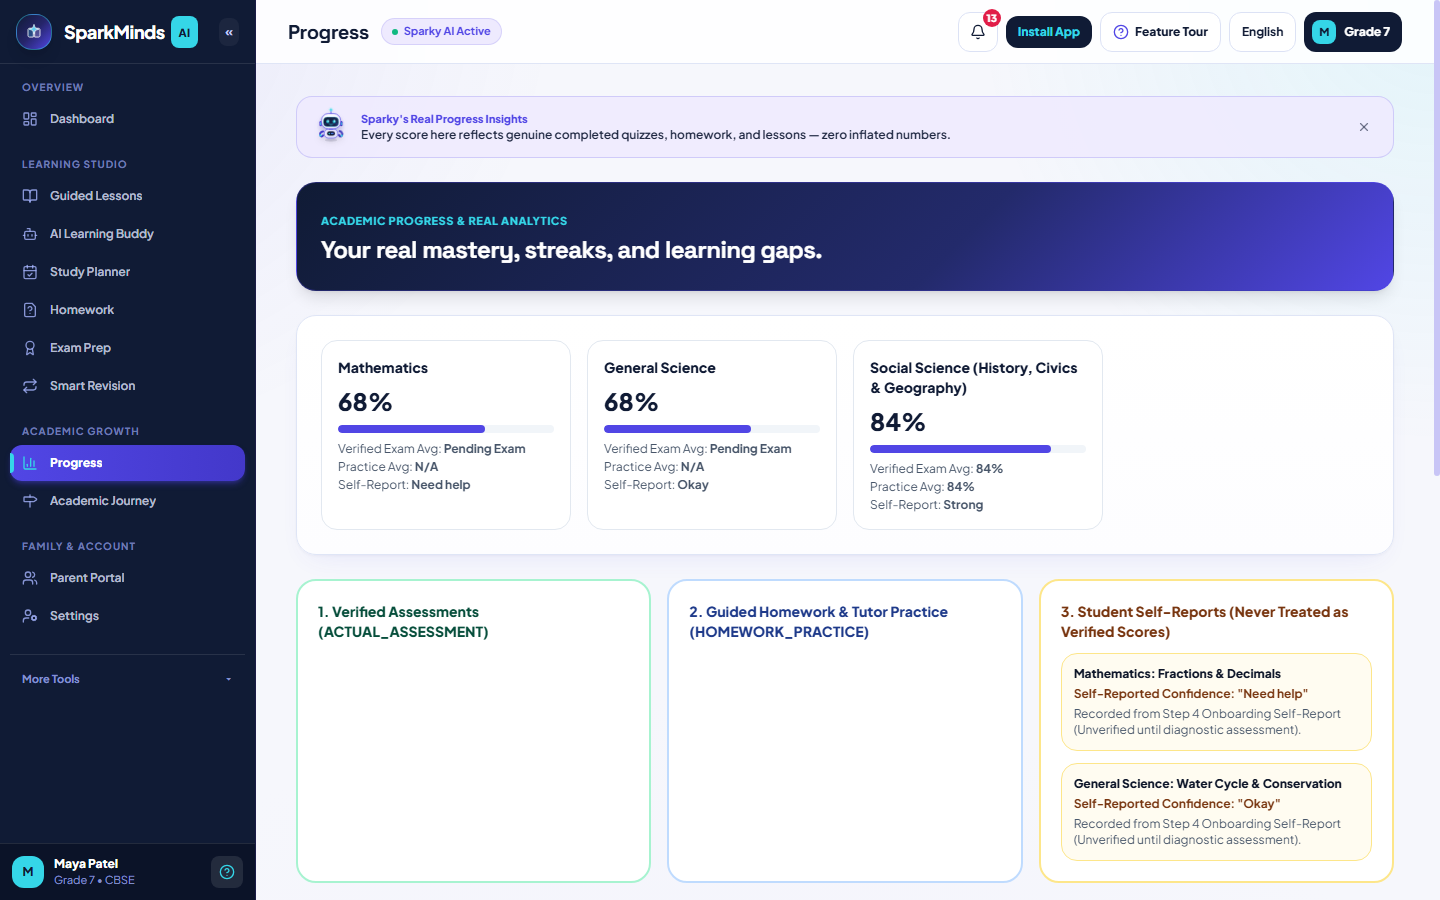 SparkMinds AI «
OVERVIEW
Dashboard
LEARNING STUDIO
Guided Lessons
AI Learning Buddy
Study Planner
Homework
Exam Prep
Smart Revision
ACADEMIC GROWTH
Progress
Academic Journey
FAMILY & ACCOUNT
Parent Portal
Settings
More Tools
M
Maya Patel
Grade 7 • CBSE
Progress
Sparky AI Active
13
Install App
Feature Tour
English
M Grade 7
Sparky's Real Progress Insights
Every score here reflects genuine completed quizzes, homework, and lessons — zero inflated numbers.
ACADEMIC PROGRESS & REAL ANALYTICS
Your real mastery, streaks, and learning gaps.
Mathematics
68%
Verified Exam Avg: Pending Exam
Practice Avg: N/A
Self-Report: Need help
General Science
68%
Verified Exam Avg: Pending Exam
Practice Avg: N/A
Self-Report: Okay
Social Science (History, Civics
& Geography)
84%
Verified Exam Avg: 84%
Practice Avg: 84%
Self-Report: Strong
1. Verified Assessments
(ACTUAL_ASSESSMENT)
2. Guided Homework & Tutor Practice
(HOMEWORK_PRACTICE)
3. Student Self-Reports (Never Treated as
Verified Scores)
Mathematics: Fractions & Decimals
Self-Reported Confidence: "Need help"
Recorded from Step 4 Onboarding Self-Report
(Unverified until diagnostic assessment).
General Science: Water Cycle & Conservation
Self-Reported Confidence: "Okay"
Recorded from Step 4 Onboarding Self-Report
(Unverified until diagnostic assessment).